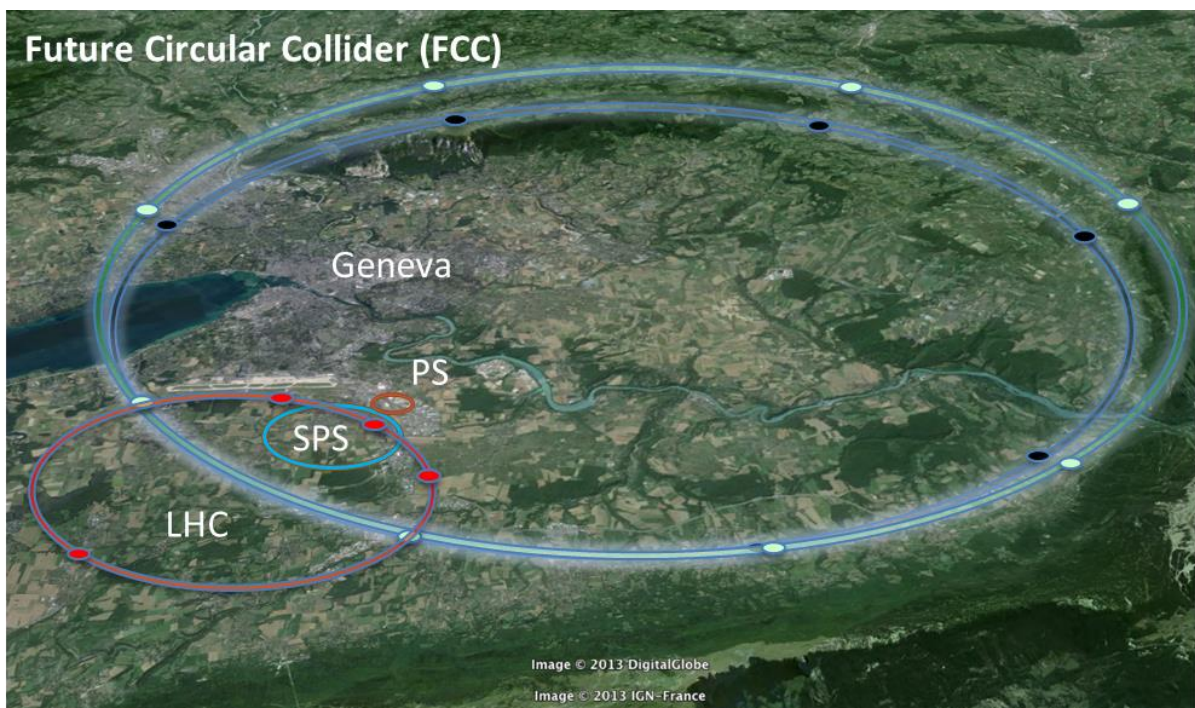 Future Circular Collider (FCC)
Geneva
PS
SPS
LHC
Image © 2013 DigitalGlobe
Image © 2013 IGN-France